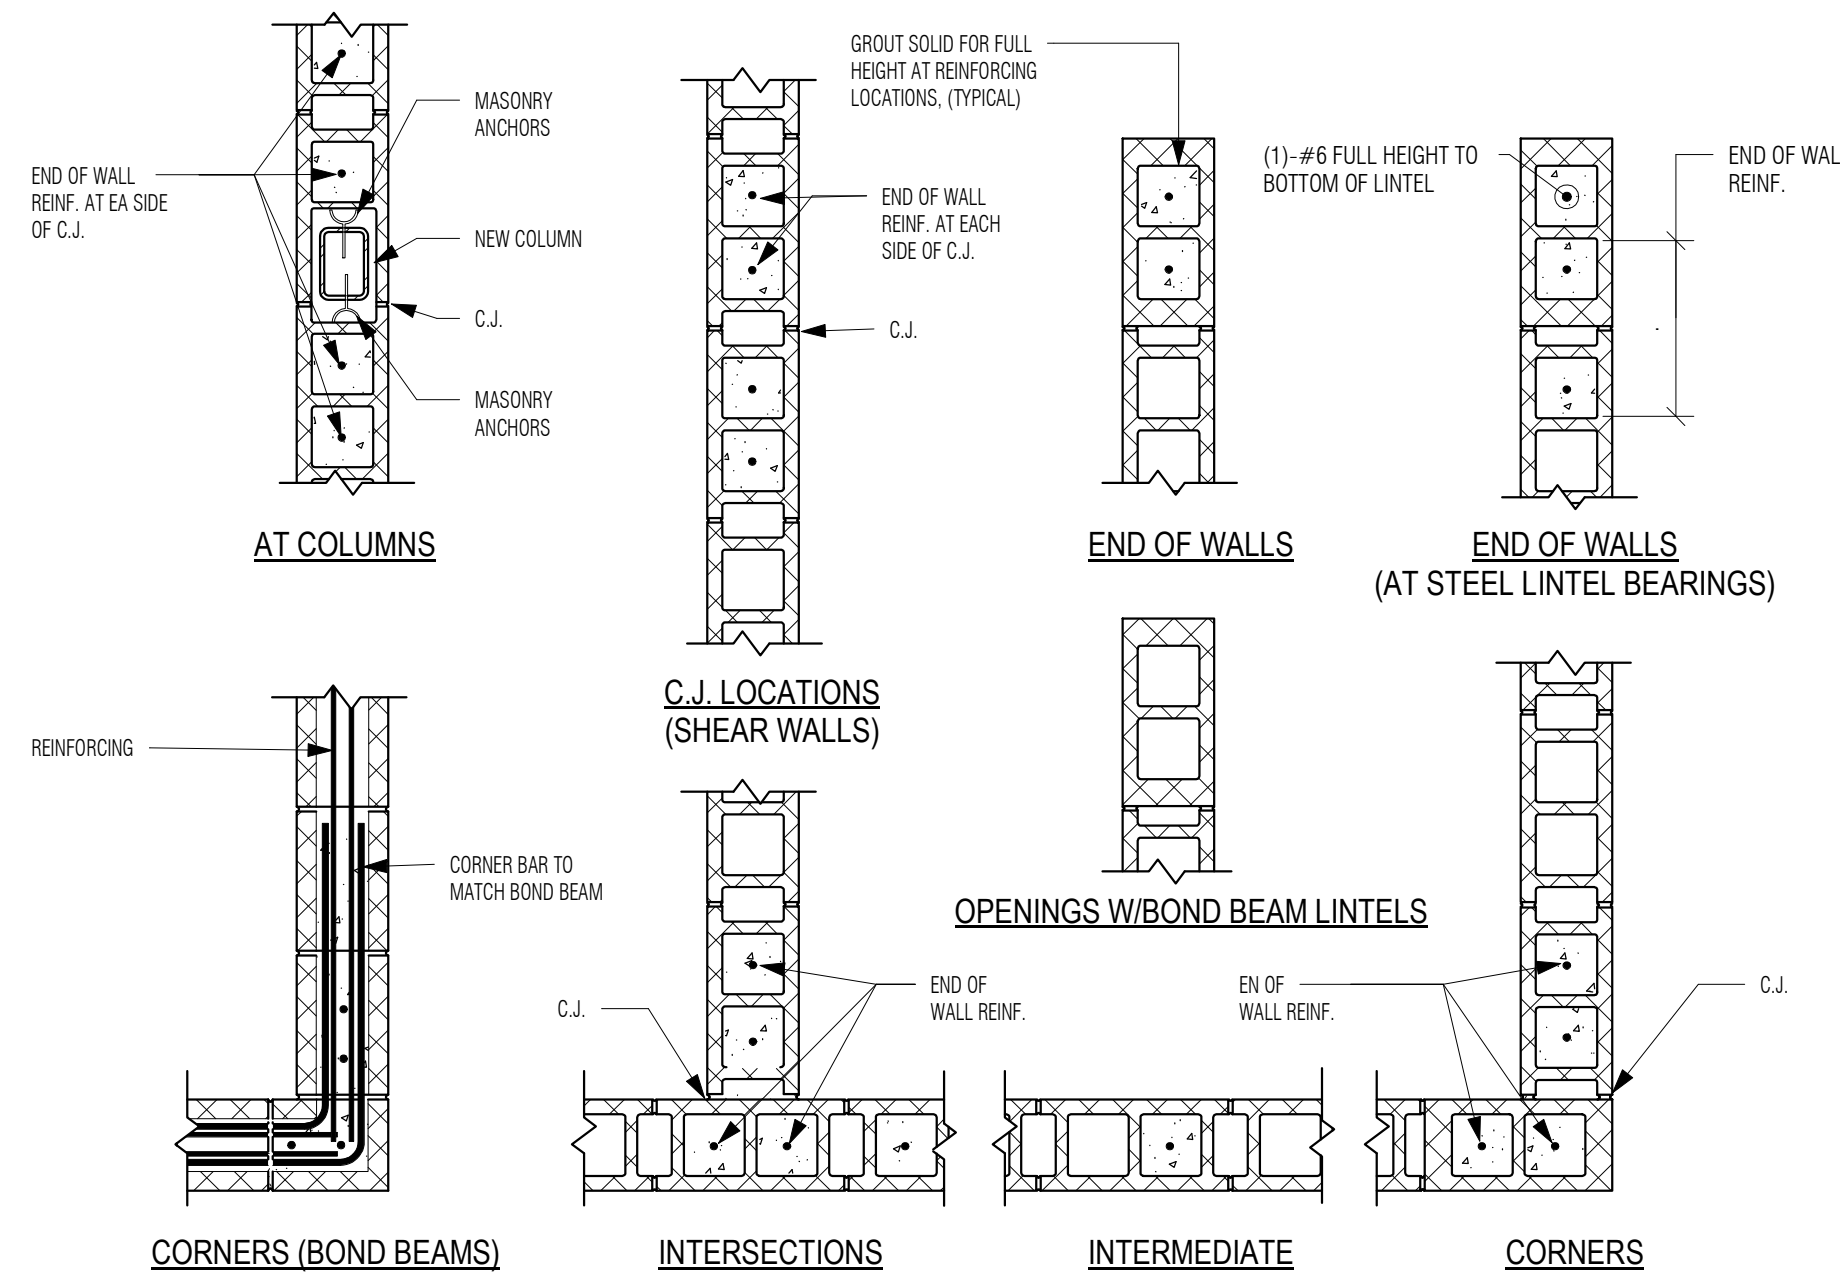 MASONRY
ANCHORS
END OF WALL
REINF. AT EA SIDE
OF C.J.
NEW COLUMN
C.J.
MASONRY
ANCHORS
AT COLUMNS
GROUT SOLID FOR FULL
HEIGHT AT REINFORCING
LOCATIONS, (TYPICAL)
END OF WALL
REINF. AT EACH
SIDE OF C.J.
C.J.
C.J. LOCATIONS
(SHEAR WALLS)
END OF WALLS
(1)-#6 FULL HEIGHT TO
BOTTOM OF LINTEL
END OF WAL
REINF.
END OF WALLS
(AT STEEL LINTEL BEARINGS)
OPENINGS W/BOND BEAM LINTELS
REINFORCING
CORNER BAR TO
MATCH BOND BEAM
CORNERS (BOND BEAMS)
C.J.
END OF
WALL REINF.
INTERSECTIONS
INTERMEDIATE
EN OF
WALL REINF.
C.J.
CORNERS